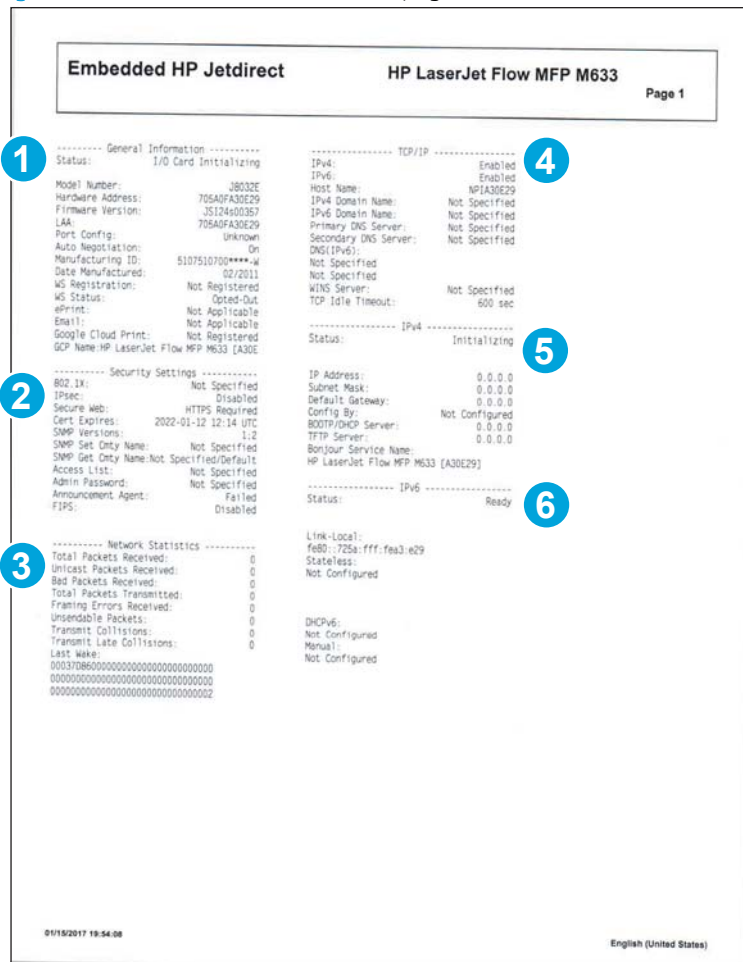 Embedded HP Jetdirect
HP LaserJet Flow MFP M633
Page 1
1
--------- General Information ----------
Status: I/O Card Initializing
Model Number: J8032E
Hardware Address: 705A0FA30E29
Firmware Version: JSI24s00357
LAA: 705A0FA30E29
Port Config: Unknown
Auto Negotiation: On
Manufacturing ID: 5107510700****-W
Date Manufactured: 02/2011
WS Registration: Not Registered
WS Status: Opted-Out
ePrint: Not Applicable
Email: Not Applicable
Google Cloud Print: Not Registered
GCP Name:HP LaserJet Flow MFP M633 [A30E
2
---------- Security Settings -----------
802.1X: Not Specified
IPsec: Disabled
Secure Web: HTTPS Required
Cert Expires: 2022-01-12 12:14 UTC
SNMP Versions: 1;2
SNMP Set Cmty Name: Not Specified
SNMP Get Cmty Name:Not Specified/Default
Access List: Not Specified
Admin Password: Not Specified
Announcement Agent: Failed
FIPS: Disabled
3
---------- Network Statistics ----------
Total Packets Received: 0
Unicast Packets Received: 0
Bad Packets Received: 0
Total Packets Transmitted: 0
Framing Errors Received: 0
Unsendable Packets: 0
Transmit Collisions: 0
Transmit Late Collisions: 0
Last Wake:
4
---------------- TCP/IP ----------------
IPv4: Enabled
IPv6: Enabled
Host Name: NPIA30E29
IPv4 Domain Name: Not Specified
IPv6 Domain Name: Not Specified
Primary DNS Server: Not Specified
Secondary DNS Server: Not Specified
DNS(IPv6):
Not Specified
Not Specified
WINS Server: Not Specified
TCP Idle Timeout: 600 sec
5
----------------- IPv4 -----------------
Status: Initializing
IP Address: 0.0.0.0
Subnet Mask: 0.0.0.0
Default Gateway: 0.0.0.0
Config By: Not Configured
BOOTP/DHCP Server: 0.0.0.0
TFTP Server: 0.0.0.0
Bonjour Service Name:
HP LaserJet Flow MFP M633 [A30E29]
6
----------------- IPv6 -----------------
Status: Ready
Link-Local:
fe80::725a:fff:fea3:e29
Stateless:
Not Configured
DHCPv6:
Not Configured
Manual:
Not Configured
01/15/2017 19:54:08
English (United States)